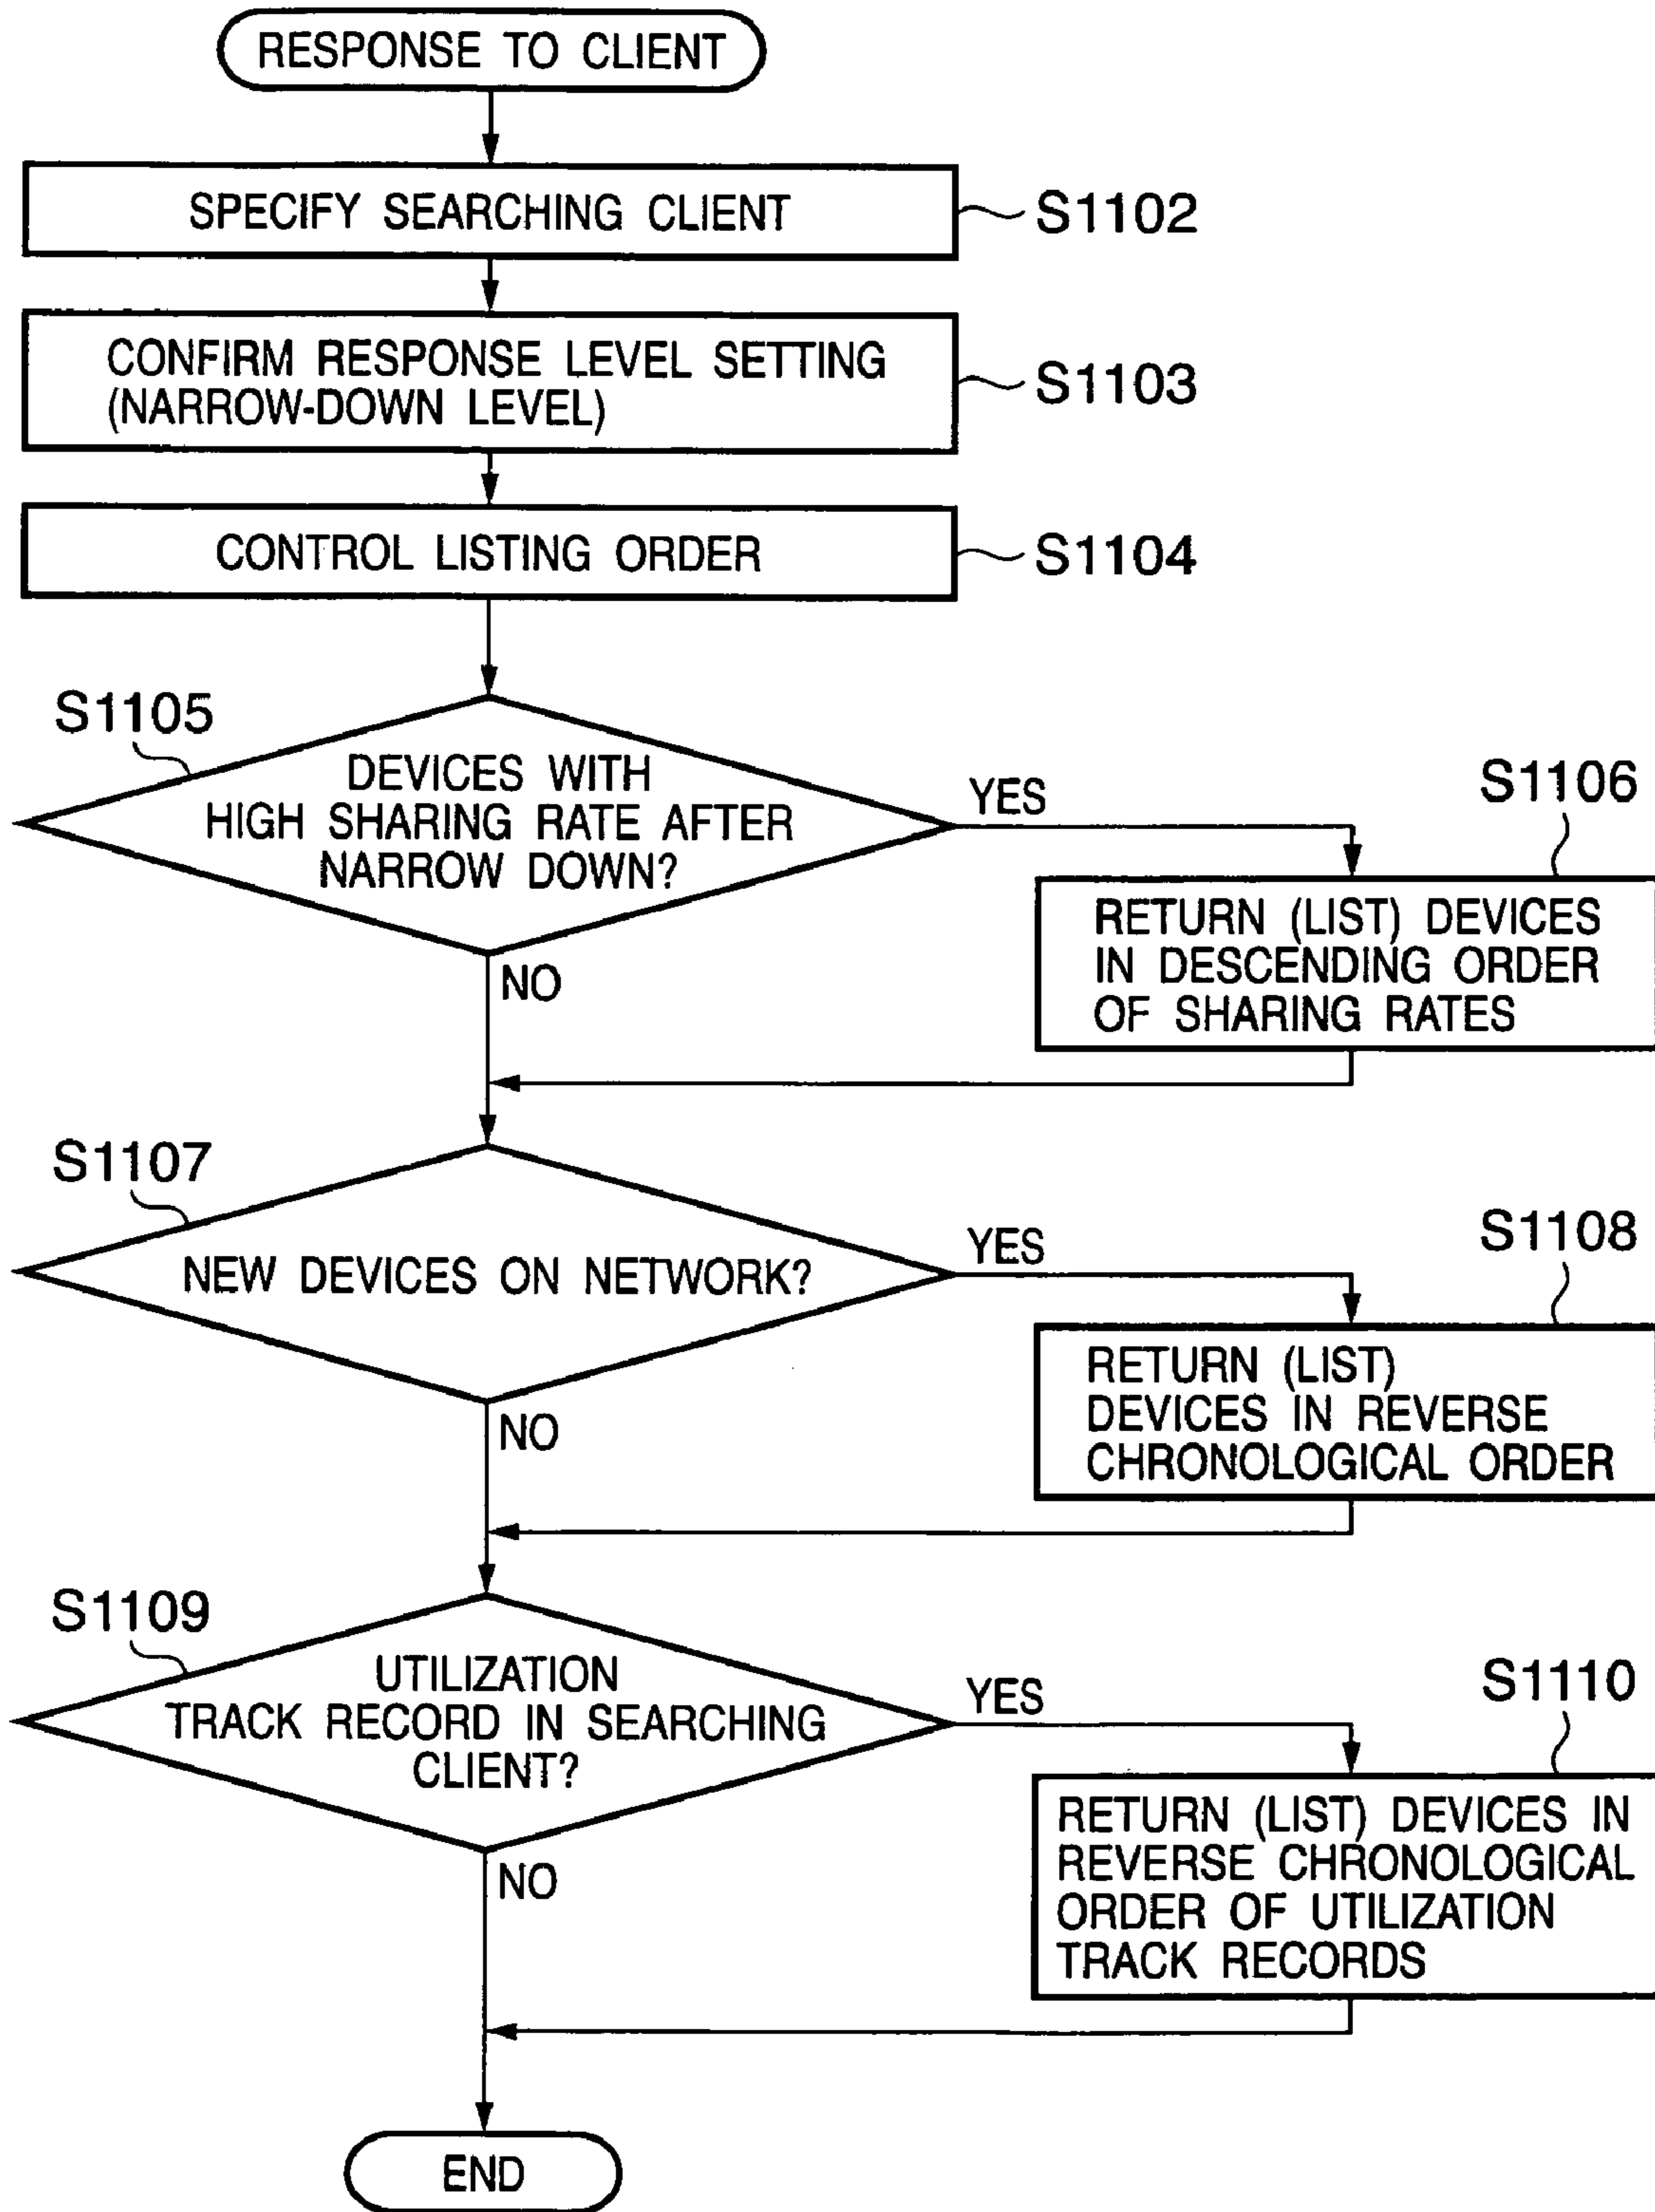 RESPONSE TO CLIENT
SPECIFY SEARCHING CLIENT
S1102
CONFIRM RESPONSE LEVEL SETTING
(NARROW-DOWN LEVEL)
S1103
CONTROL LISTING ORDER
S1104
S1105
DEVICES WITH
HIGH SHARING RATE AFTER
NARROW DOWN?
YES
NO
S1106
RETURN (LIST) DEVICES
IN DESCENDING ORDER
OF SHARING RATES
S1107
NEW DEVICES ON NETWORK?
YES
NO
S1108
RETURN (LIST)
DEVICES IN REVERSE
CHRONOLOGICAL ORDER
S1109
UTILIZATION
TRACK RECORD IN SEARCHING
CLIENT?
YES
NO
S1110
RETURN (LIST) DEVICES IN
REVERSE CHRONOLOGICAL
ORDER OF UTILIZATION
TRACK RECORDS
END